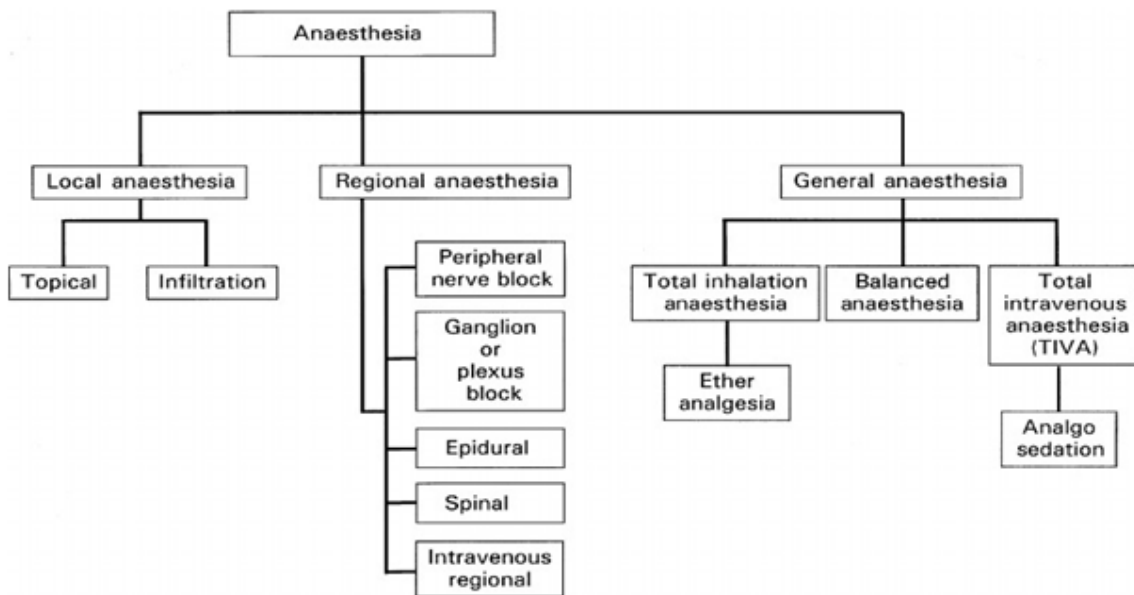 Anaesthesia
Local anaesthesia
Regional anaesthesia
General anaesthesia
Topical
Infiltration
Peripheral
nerve block
Ganglion
or
plexus
block
Epidural
Spinal
Intravenous
regional
Total inhalation
anaesthesia
Balanced
anaesthesia
Total
intravenous
anaesthesia
(TIVA)
Ether
analgesia
Analgo
sedation